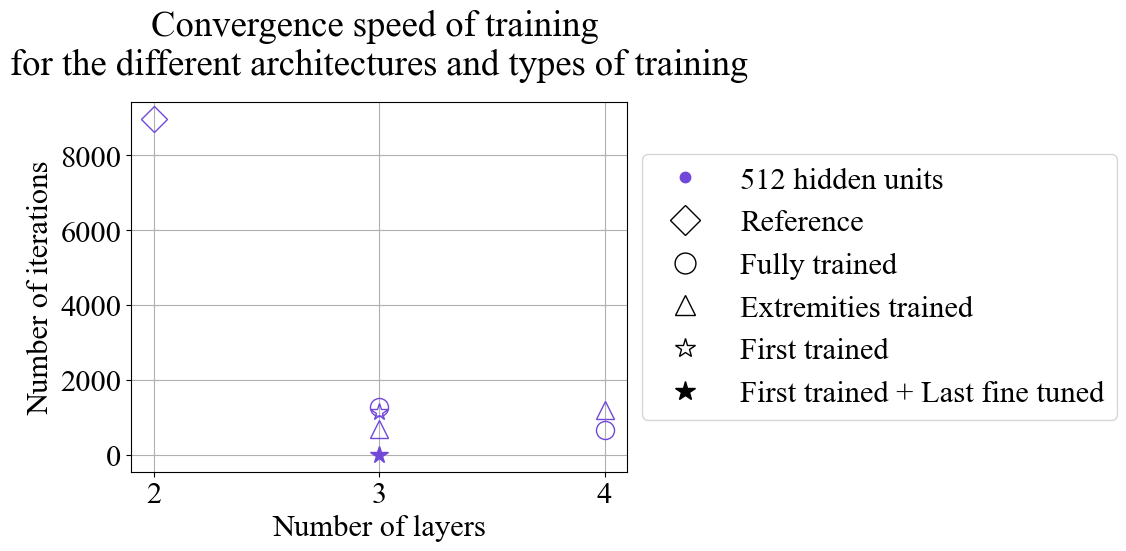 Convergence speed of training
for the different architectures and types of training
8000
6000
4000
2000
0
Number of iterations
2 3 4
Number of layers
512 hidden units
Reference
Fully trained
Extremities trained
First trained
First trained + Last fine tuned